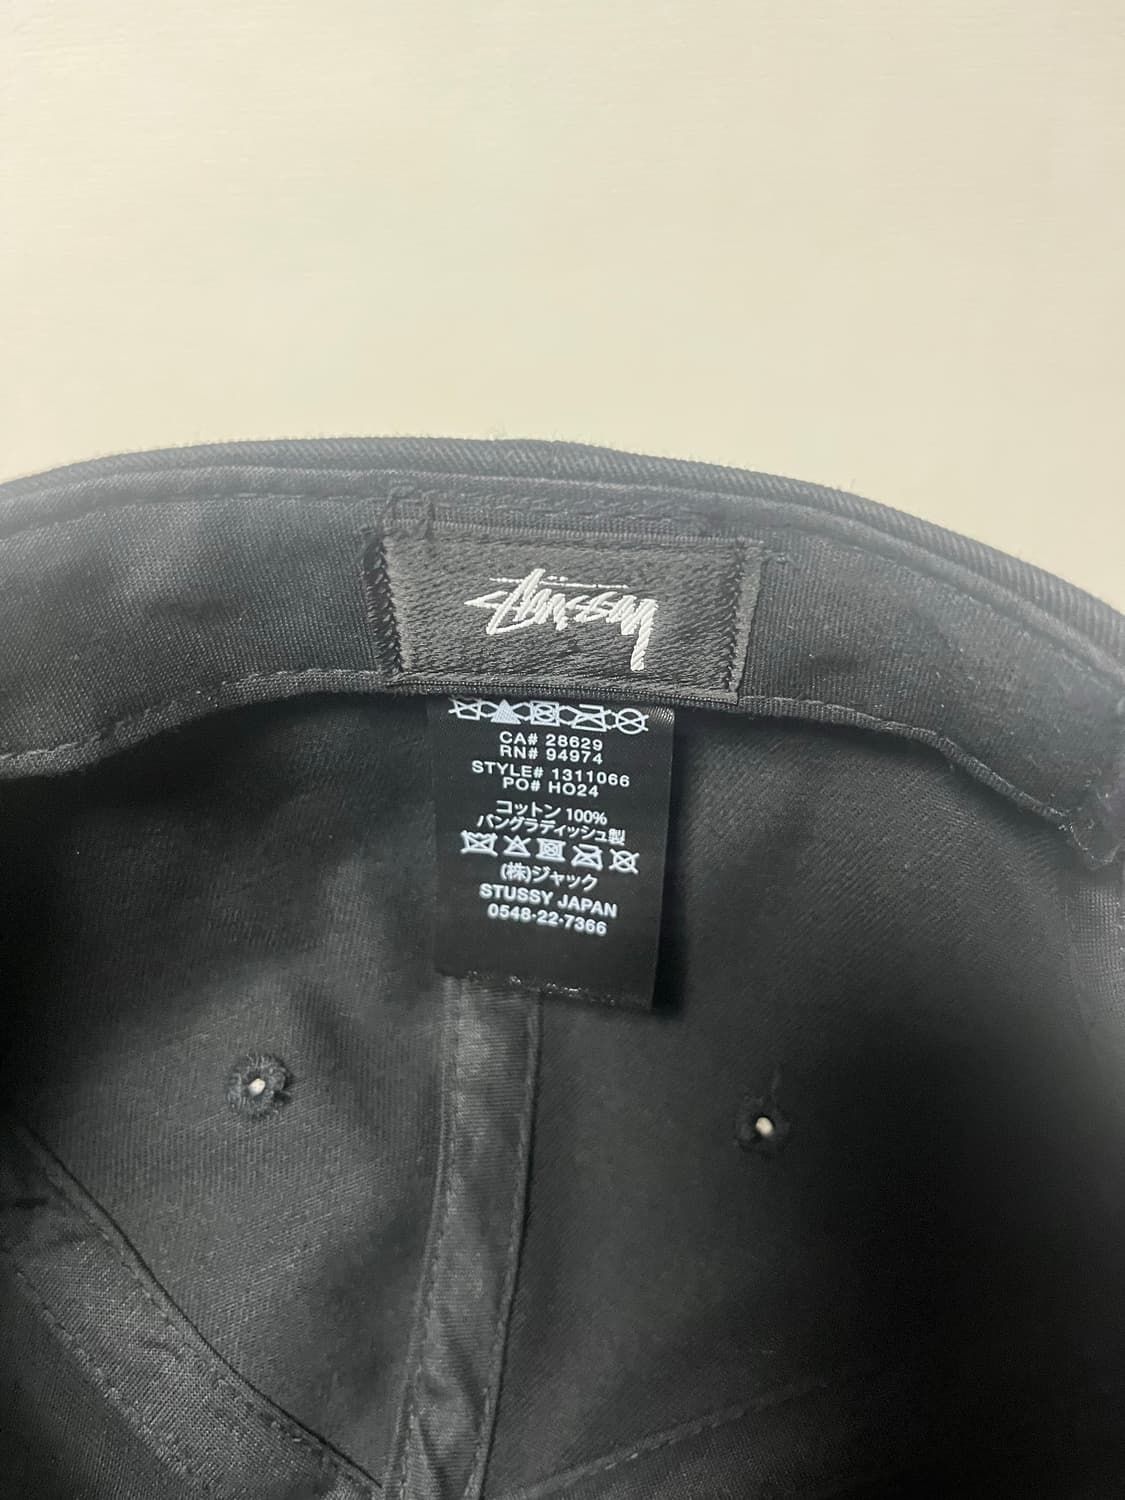 STÜSSY
CA# 28629
RN# 94974
STYLE# 1311066
PO# HO24
コットン 100%
バングラディッシュ製
(株)ジャック
STUSSY JAPAN
0548-22-7366